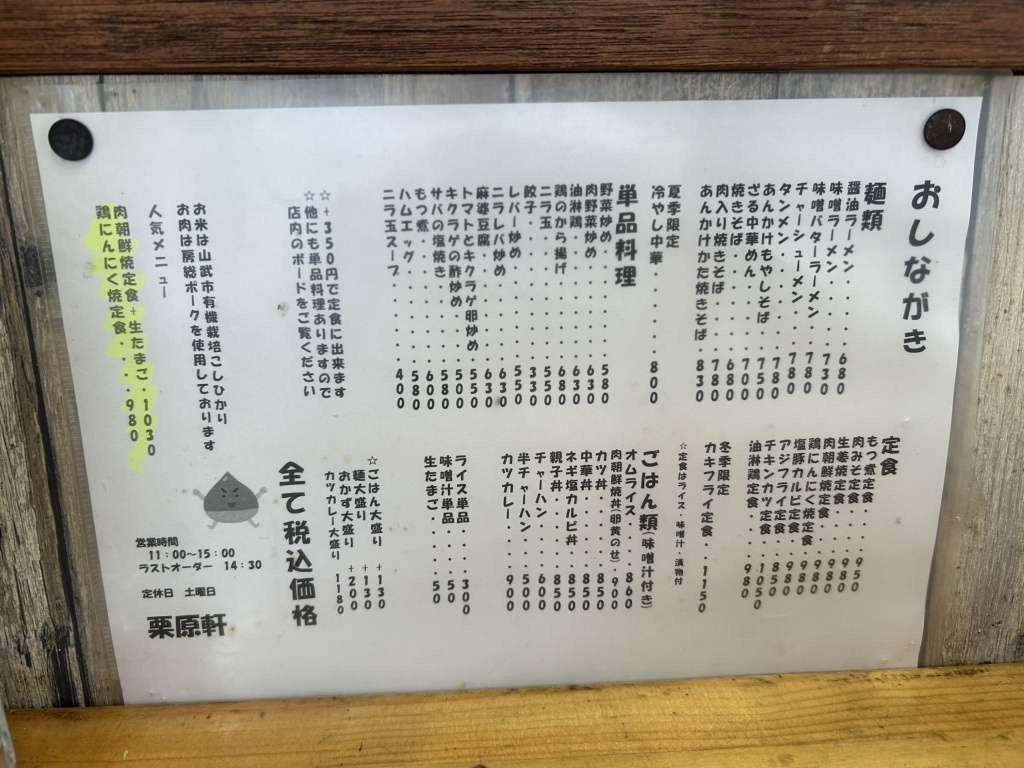 おしながき
麺類
醤油ラーメン・・・・680
味噌ラーメン・・・・730
味噌バターラーメン
チャーシューメン・・780
タンメン・・・・・・780
あんかけもやしそば・750
ざる中華めん・・・・780
焼きそば・・・・・・680
肉入り焼きそば・・・780
あんかけかた焼きそば・830
夏季限定
冷やし中華・・・・・800
単品料理
野菜炒め・・・・・・580
肉野菜炒め・・・・・630
油淋鶏・・・・・・・630
鶏のから揚げ・・・・680
ニラ玉・・・・・・・650
餃子・・・・・・・・330
レバー炒め・・・・・550
ニラレバ炒め・・・・630
麻婆豆腐・・・・・・630
トマトとキクラゲ卵炒め 550
キクラゲの酢炒め・・500
サバの塩焼き・・・・500
もつ煮・・・・・・・680
ハムエッグ・・・・・580
ニラ玉スープ・・・・400
☆+350円で定食に出来ます
☆他にも単品料理ありますので
店内のボードをご覧ください
お米は山武市有機栽培こしひかり
お肉は房総ポークを使用しております
人気メニュー
肉朝鮮焼定食+生たまご・1030
鶏にんにく焼定食・・・・980
定食
もつ煮定食・・・・950
肉みそ定食・・・・950
生姜焼定食・・・・980
肉朝鮮焼定食・・・980
鶏にんにく焼定食・980
塩豚カルビ定食・・980
アジフライ定食・・850
チキンカツ定食・・1050
油淋鶏定食・・・・980
冬季限定
カキフライ定食・・1150
☆定食はライス・味噌汁・漬物付
ごはん類(味噌汁付き)
オムライス・・・・860
肉朝鮮焼丼(卵黄のせ)900
カツ丼・・・・・・850
中華丼・・・・・・850
ネギ塩カルビ丼・・850
親子丼・・・・・・850
チャーハン・・・・600
半チャーハン・・・500
カツカレー・・・・900
ライス単品・・・・300
味噌汁単品・・・・50
生たまご・・・・・50
☆ごはん大盛り +130
麺大盛り +130
おかず大盛り +200
カツカレー大盛り 1180
全て税込価格
営業時間
11:00〜15:00
ラストオーダー 14:30
定休日 土曜日
栗原軒